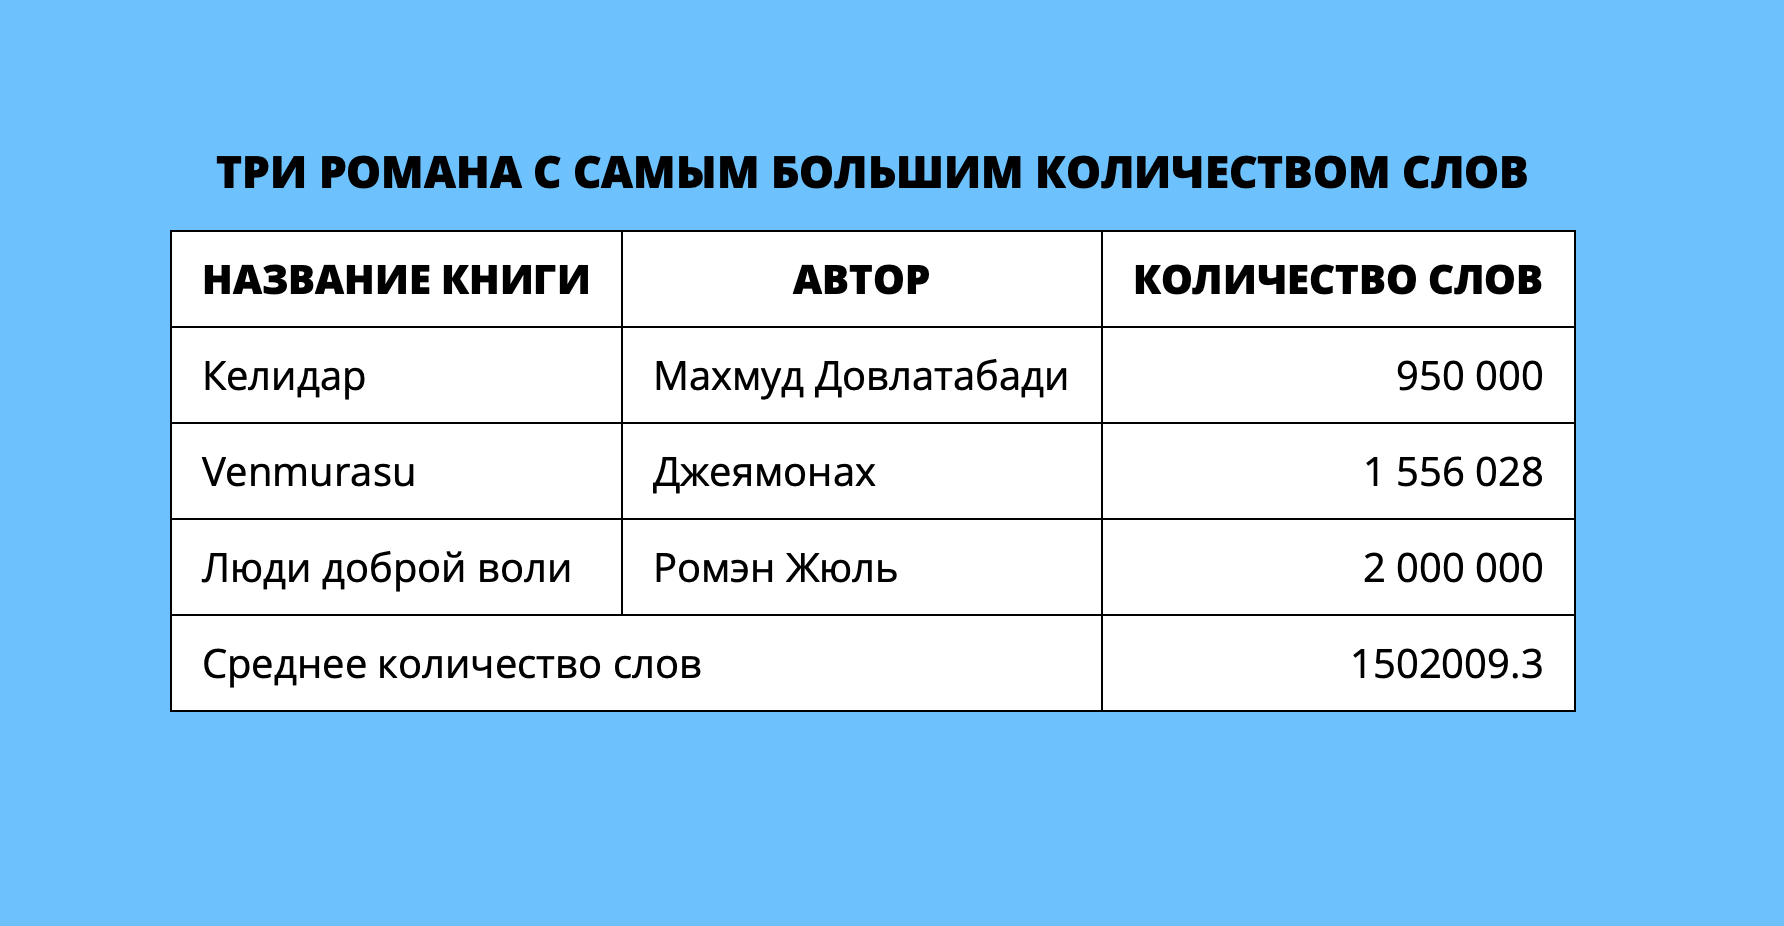 ТРИ РОМАНА С САМЫМ БОЛЬШИМ КОЛИЧЕСТВОМ СЛОВ
НАЗВАНИЕ КНИГИ АВТОР КОЛИЧЕСТВО СЛОВ
Келидар Махмуд Довлатабади 950 000
Venmurasu Джеямонах 1 556 028
Люди доброй воли Ромэн Жюль 2 000 000
Среднее количество слов 1502009.3